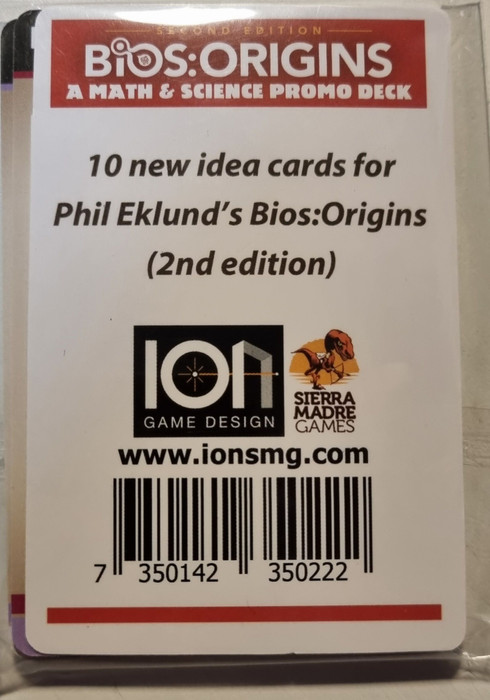 SECOND EDITION
BIOS:ORIGINS
A MATH & SCIENCE PROMO DECK
10 new idea cards for
Phil Eklund's Bios:Origins
(2nd edition)
ION
GAME DESIGN
SIERRA
MADRE
GAMES
www.ionsmg.com
7 350142 350222